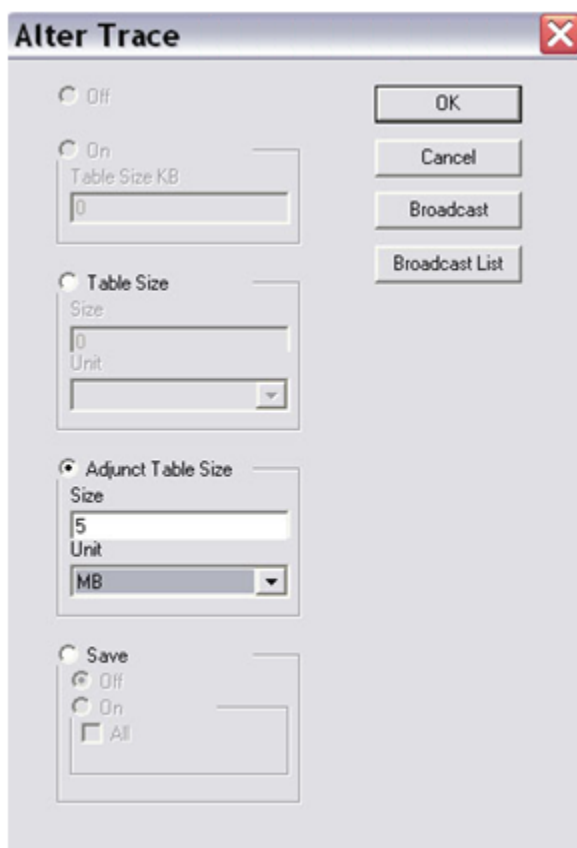 Alter Trace
Off
OK
On
Cancel
Table Size KB
0
Broadcast
Broadcast List
Table Size
Size
0
Unit
Adjunct Table Size
Size
5
Unit
MB
Save
Off
On
All